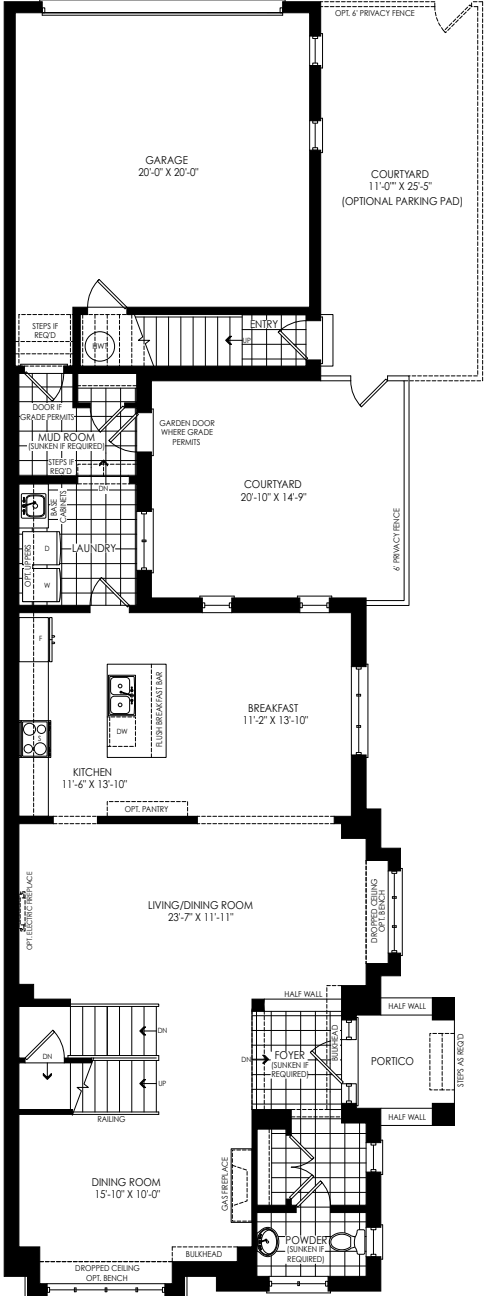 OPT. 6' PRIVACY FENCE
GARAGE
20'-0" X 20'-0"
COURTYARD
11'-0"" X 25'-5"
(OPTIONAL PARKING PAD)
STEPS IF
REQ'D
HWT
ENTRY
UP
DOOR IF
GRADE PERMITS
MUD ROOM
(SUNKEN IF REQUIRED)
STEPS IF
REQ'D
DN
GARDEN DOOR
WHERE GRADE
PERMITS
COURTYARD
20'-10" X 14'-9"
6' PRIVACY FENCE
BASE
CABINETS
OPT. UPPERS
D
W
LAUNDRY
F
S
DW
FLUSH BREAKFAST BAR
BREAKFAST
11'-2" X 13'-10"
KITCHEN
11'-6" X 13'-10"
OPT. PANTRY
OPT. ELECTRIC FIREPLACE
LIVING/DINING ROOM
23'-7" X 11'-11"
DROPPED CEILING
OPT. BENCH
HALF WALL
HALF WALL
DN
DN
UP
RAILING
DN
FOYER
(SUNKEN IF
REQUIRED)
BULKHEAD
PORTICO
STEPS AS REQ'D
HALF WALL
DINING ROOM
15'-10" X 10'-0"
GAS FIREPLACE
POWDER
(SUNKEN IF
REQUIRED)
BULKHEAD
DROPPED CEILING
OPT. BENCH